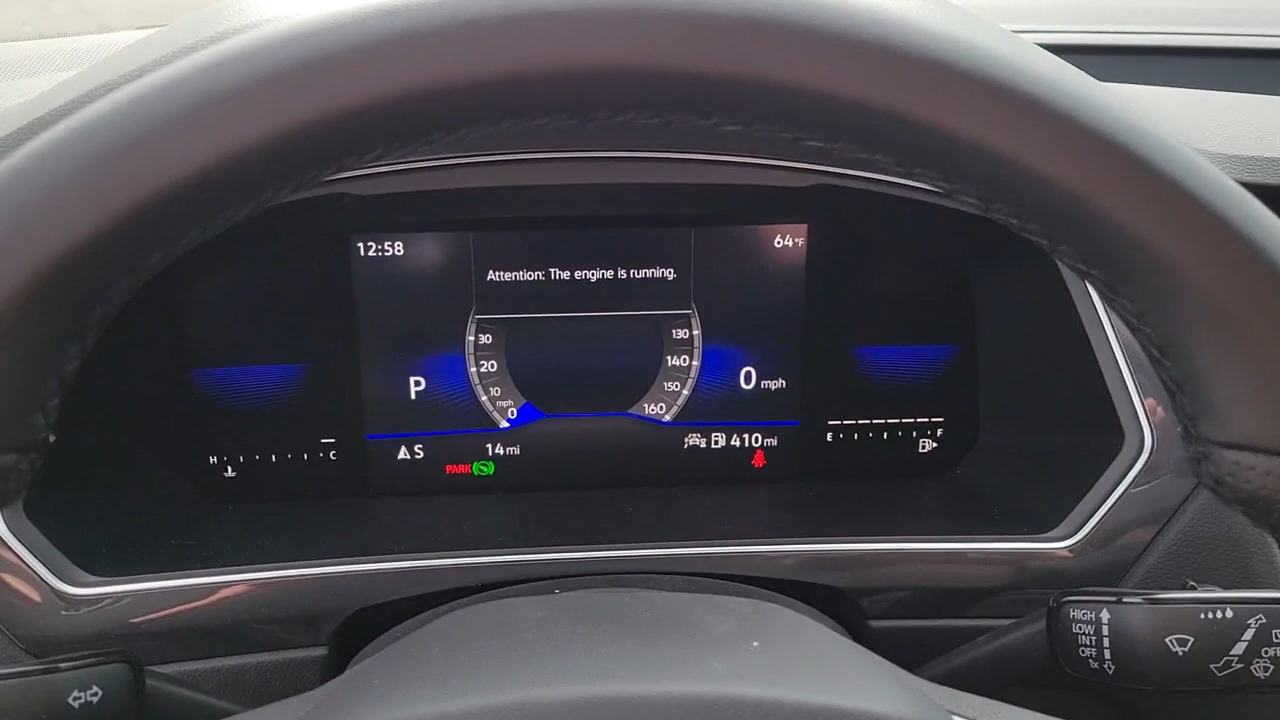 12:58
64°F
Attention: The engine is running.
30
20
10
mph
0
130
140
150
160
P
0 mph
H
C
S
14 mi
410 mi
E
F
PARK
HIGH
LOW
INT
OFF
1x
OFF